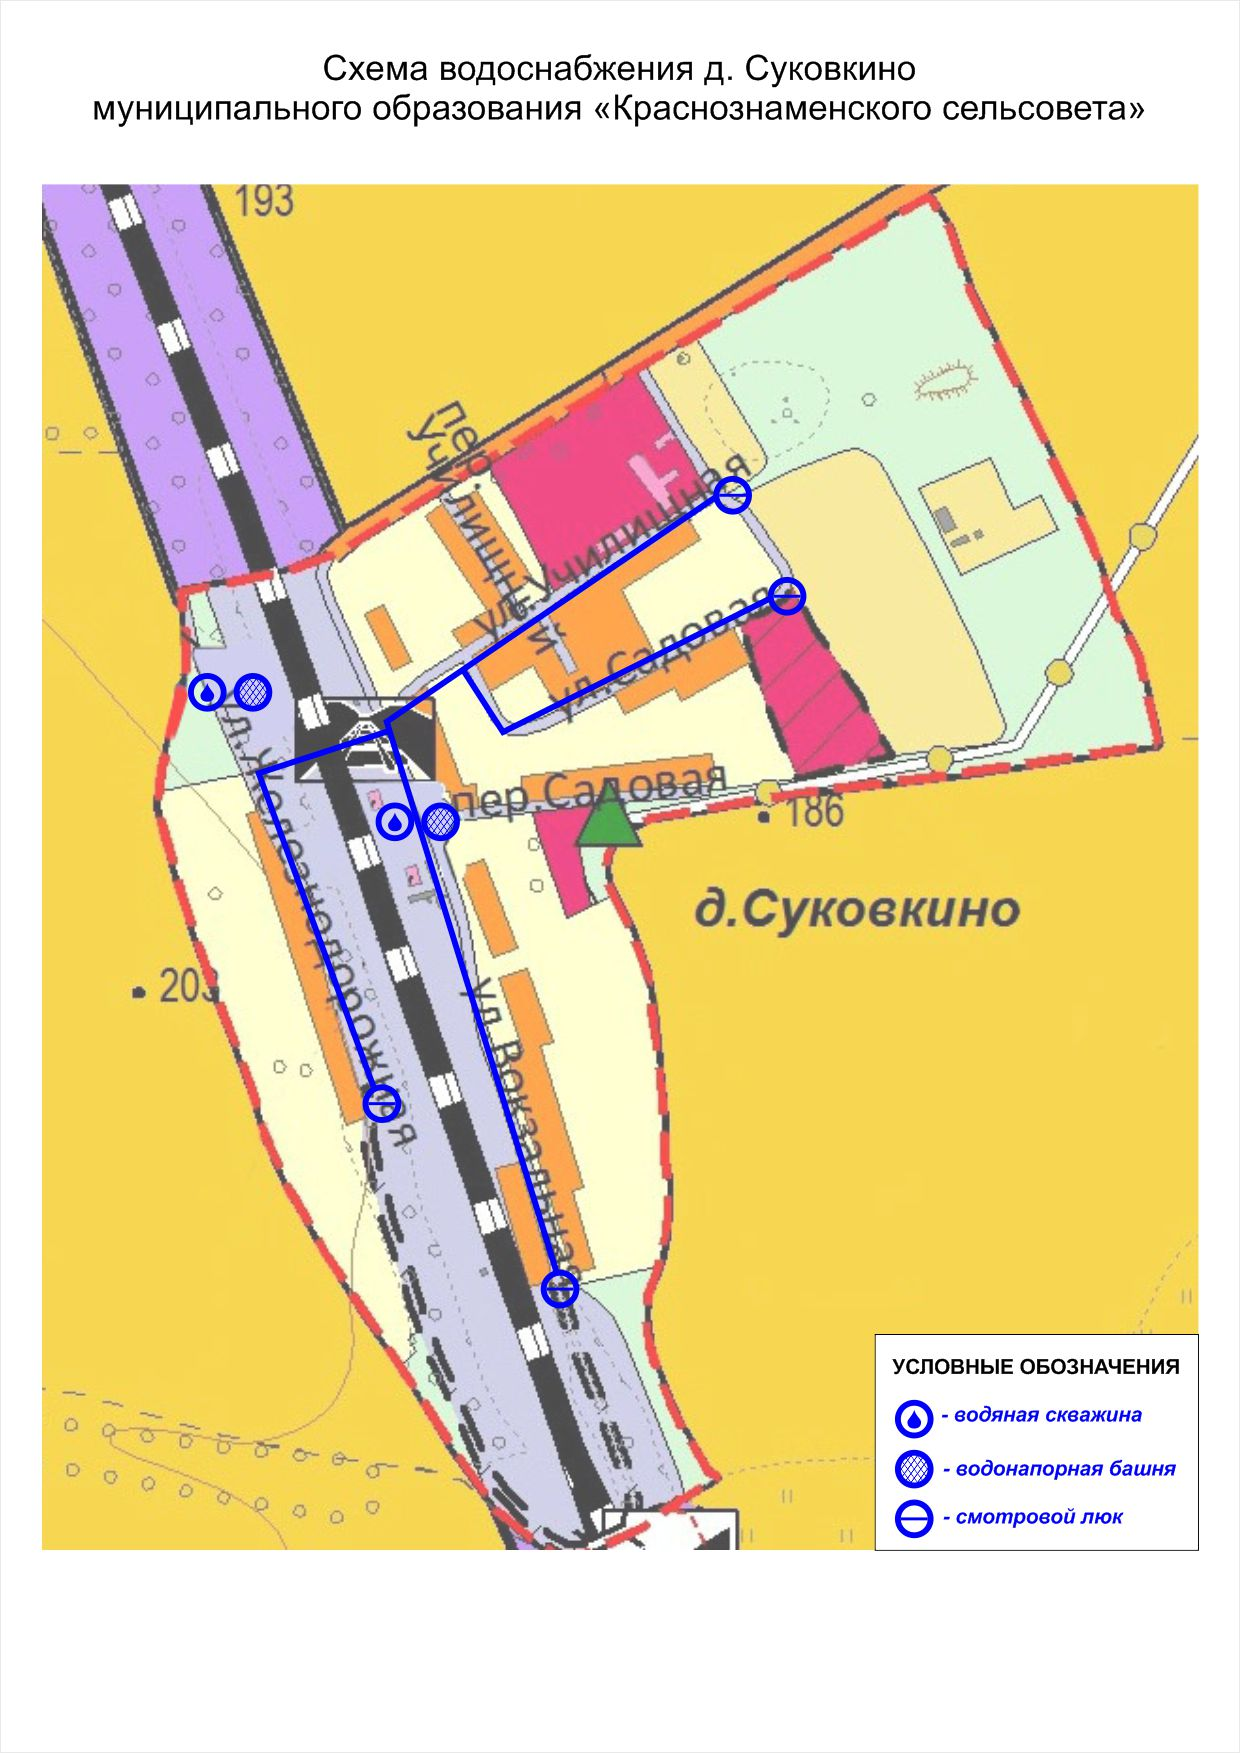 Схема водоснабжения д. Суковкино
муниципального образования «Краснознаменского сельсовета»
193
пер.
Училищный
ул.Училищная
ул.Садовая
ул.Железнодорожная
пер.Садовая
186
д.Суковкино
203
ул.Вокзальная
УСЛОВНЫЕ ОБОЗНАЧЕНИЯ
- водяная скважина
- водонапорная башня
- смотровой люк